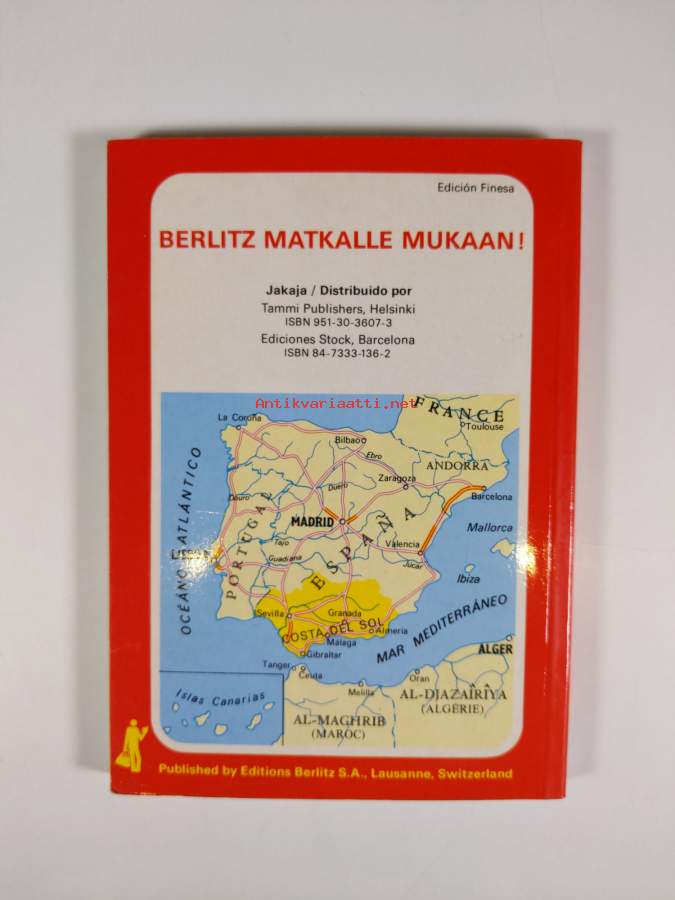 Edición Finesa
BERLITZ MATKALLE MUKAAN!
Jakaja / Distribuido por
Tammi Publishers, Helsinki
ISBN 951-30-3607-3
Ediciones Stock, Barcelona
ISBN 84-7333-136-2
Antikvariaatti.net
FRANCE
La Coruña
Toulouse
Bilbao
Ebro
ANDORRA
Zaragoza
Duero
Barcelona
Douro
OCÉANO ATLÁNTICO
PORTUGAL
MADRID
ESPAÑA
Mallorca
Tajo
Valencia
Guadiana
Júcar
Ibiza
Sevilla
Granada
COSTA DEL SOL
Almería
Málaga
MAR MEDITERRÁNEO
Gibraltar
ALGER
Tanger
Ceuta
Oran
Melilla
Islas Canarias
AL-DJAZAÏRÏYA
(ALGÉRIE)
AL-MAGHRIB
(MAROC)
Published by Editions Berlitz S.A., Lausanne, Switzerland